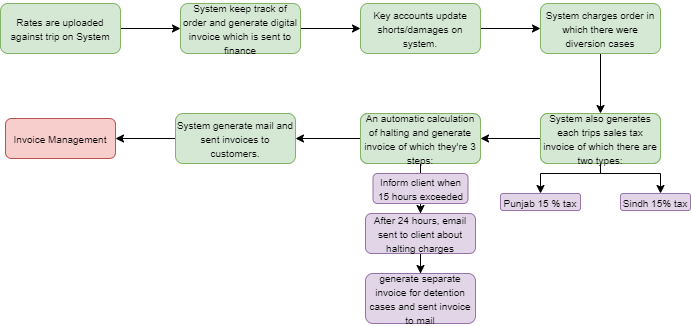 Rates are uploaded
against trip on System
System keep track of
order and generate digital
invoice which is sent to
finance
Key accounts update
shorts/damages on
system.
System charges order in
which there were
diversion cases
Invoice Management
System generate mail and
sent invoices to
customers.
An automatic calculation
of halting and generate
invoice of which they're 3
steps:
System also generates
each trips sales tax
invoice of which there are
two types:
Inform client when
15 hours exceeded
Punjab 15 % tax
Sindh 15% tax
After 24 hours, email
sent to client about
halting charges
generate separate
invoice for detention
cases and sent invoice
to mail